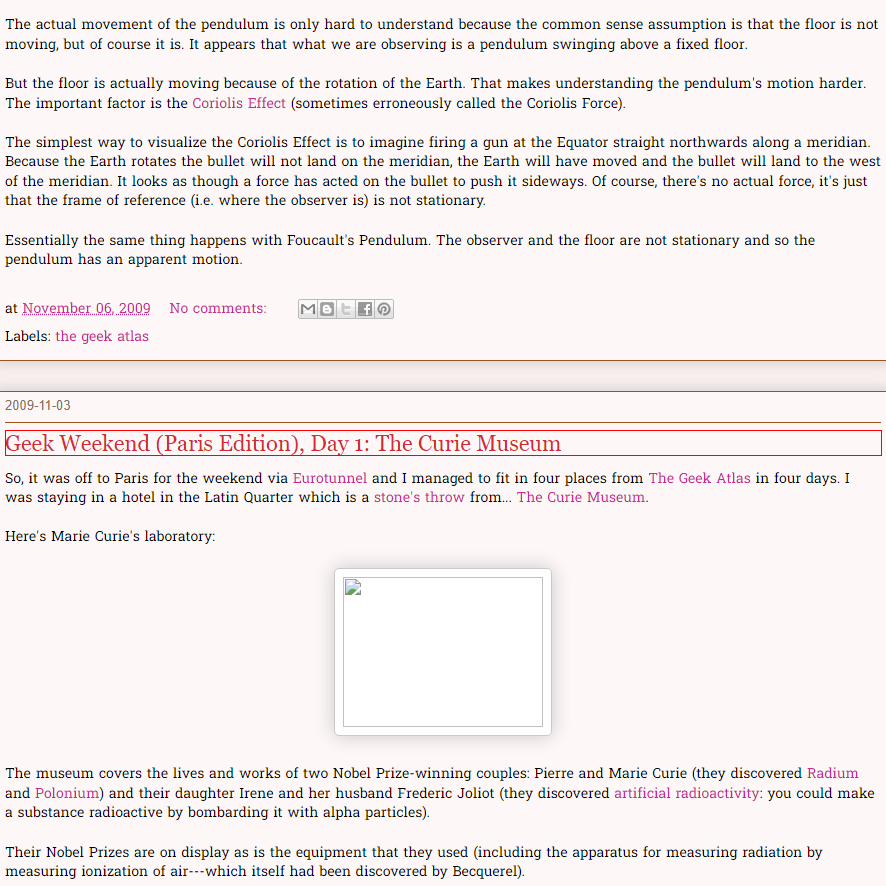 The actual movement of the pendulum is only hard to understand because the common sense assumption is that the floor is not
moving, but of course it is. It appears that what we are observing is a pendulum swinging above a fixed floor.
But the floor is actually moving because of the rotation of the Earth. That makes understanding the pendulum's motion harder.
The important factor is the Coriolis Effect (sometimes erroneously called the Coriolis Force).
The simplest way to visualize the Coriolis Effect is to imagine firing a gun at the Equator straight northwards along a meridian.
Because the Earth rotates the bullet will not land on the meridian, the Earth will have moved and the bullet will land to the west
of the meridian. It looks as though a force has acted on the bullet to push it sideways. Of course, there's no actual force, it's just
that the frame of reference (i.e. where the observer is) is not stationary.
Essentially the same thing happens with Foucault's Pendulum. The observer and the floor are not stationary and so the
pendulum has an apparent motion.
at November 06, 2009 No comments:
Labels: the geek atlas
2009-11-03
Geek Weekend (Paris Edition), Day 1: The Curie Museum
So, it was off to Paris for the weekend via Eurotunnel and I managed to fit in four places from The Geek Atlas in four days. I
was staying in a hotel in the Latin Quarter which is a stone's throw from... The Curie Museum.
Here's Marie Curie's laboratory:
The museum covers the lives and works of two Nobel Prize-winning couples: Pierre and Marie Curie (they discovered Radium
and Polonium) and their daughter Irene and her husband Frederic Joliot (they discovered artificial radioactivity: you could make
a substance radioactive by bombarding it with alpha particles).
Their Nobel Prizes are on display as is the equipment that they used (including the apparatus for measuring radiation by
measuring ionization of air---which itself had been discovered by Becquerel).